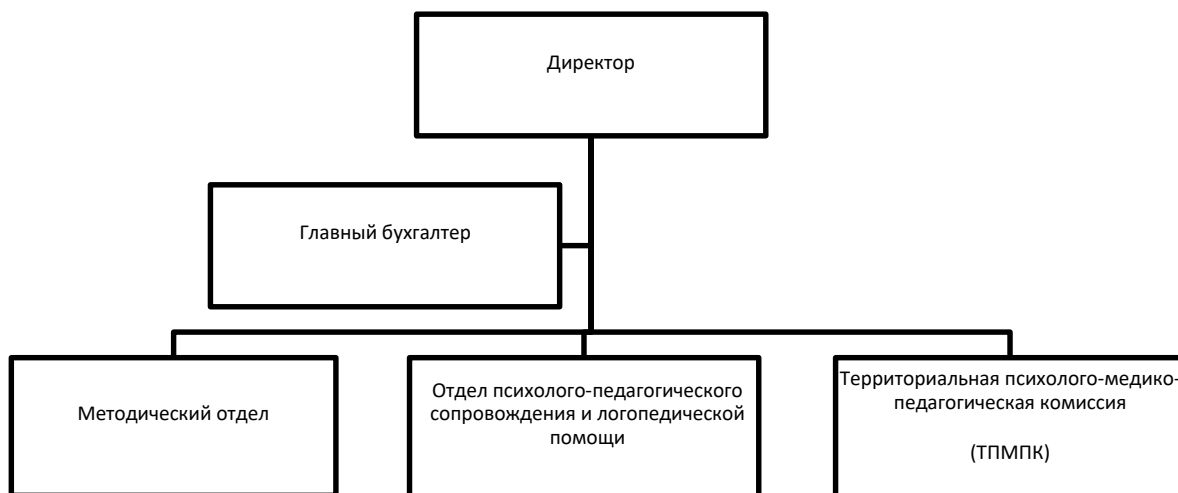 Директор
Главный бухгалтер
Методический отдел
Отдел психолого-педагогического
сопровождения и логопедической
помощи
Территориальная психолого-медико-
педагогическая комиссия
(ТПМПК)